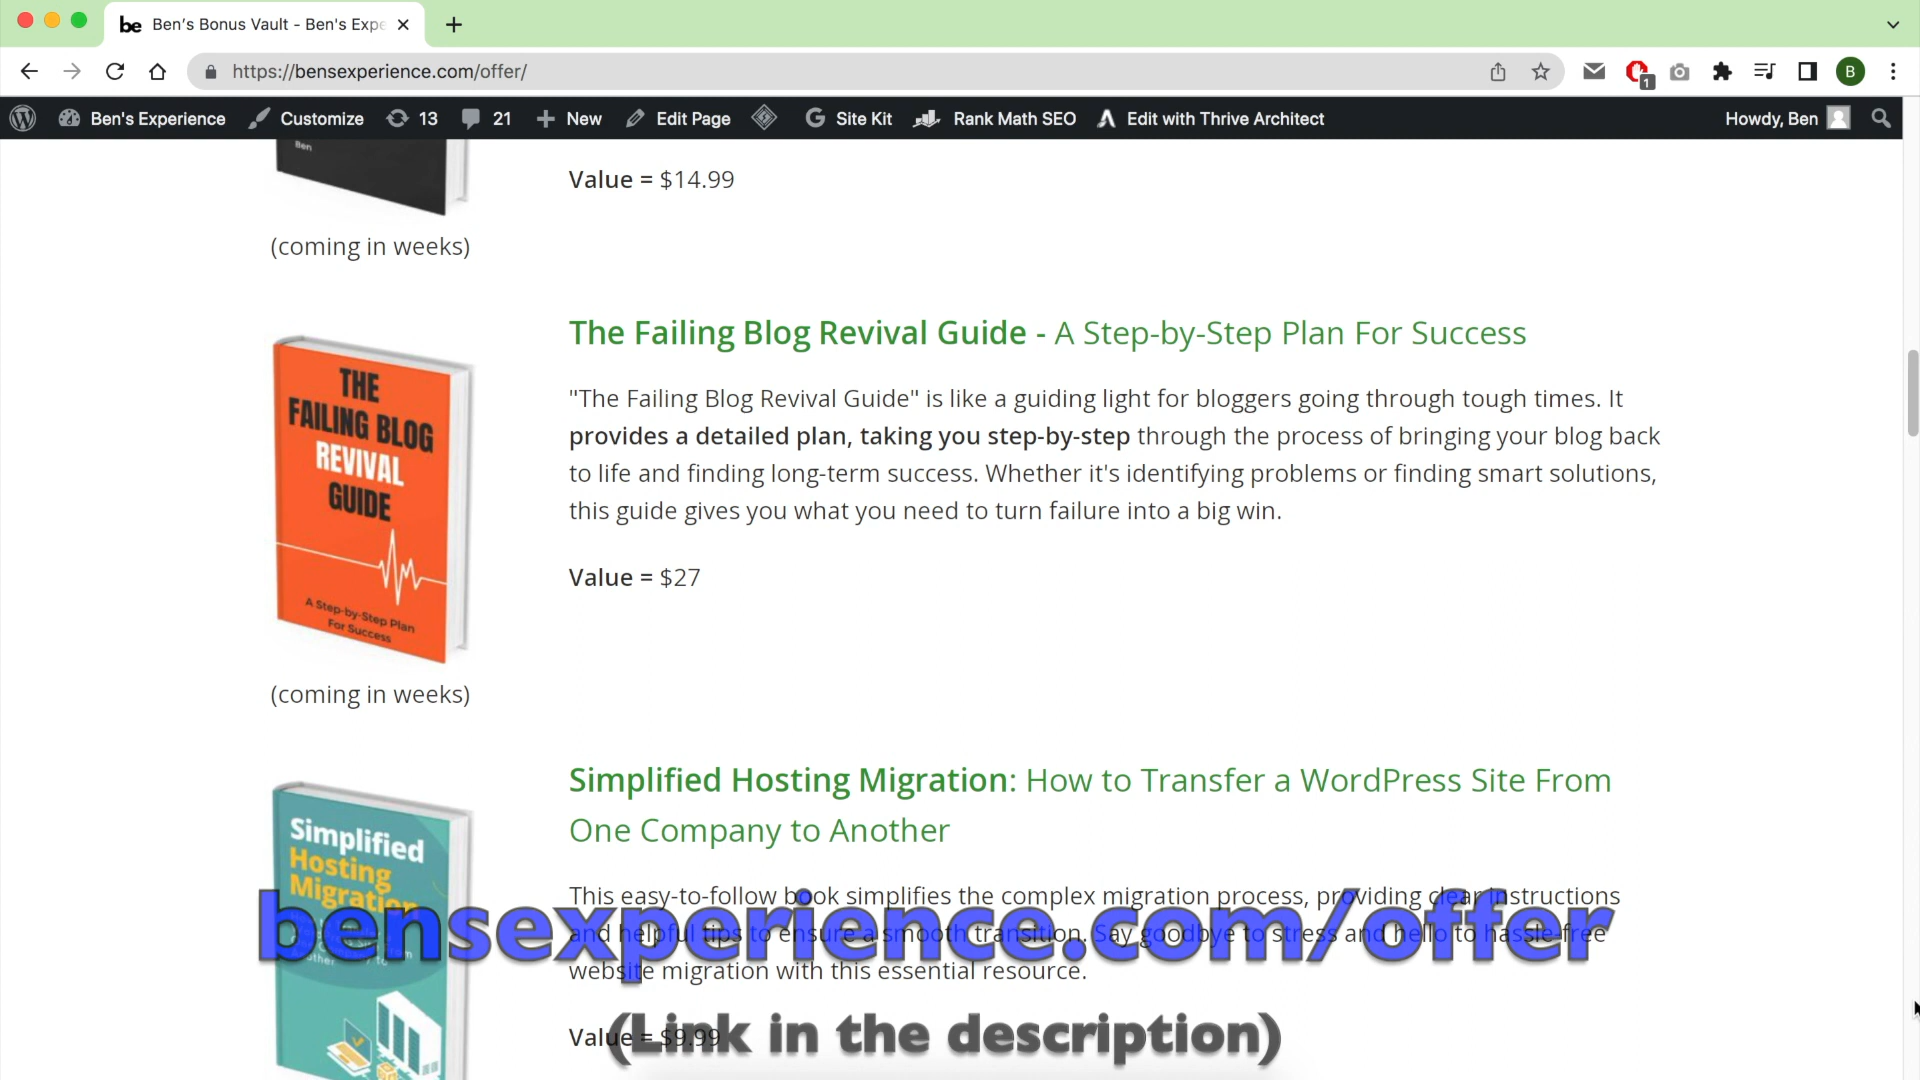 be Ben's Bonus Vault - Ben's Expe
https://bensexperience.com/offer/
1
B
Ben's Experience Customize 13 21 New Edit Page Site Kit Rank Math SEO Edit with Thrive Architect Howdy, Ben
Ben
Value = $14.99
(coming in weeks)
The Failing Blog Revival Guide - A Step-by-Step Plan For Success
"The Failing Blog Revival Guide" is like a guiding light for bloggers going through tough times. It
provides a detailed plan, taking you step-by-step through the process of bringing your blog back
to life and finding long-term success. Whether it's identifying problems or finding smart solutions,
this guide gives you what you need to turn failure into a big win.
Value = $27
THE
FAILING BLOG
REVIVAL
GUIDE
A Step-by-Step Plan
For Success
(coming in weeks)
Simplified Hosting Migration: How to Transfer a WordPress Site From
One Company to Another
This easy-to-follow book simplifies the complex migration process, providing clear instructions
and helpful tips to ensure a smooth transition. Say goodbye to stress and hello to hassle-free
website migration with this essential resource.
Value = $9.99
Simplified
Hosting
Migration
Another
bensexperience.com/offer
(Link in the description)